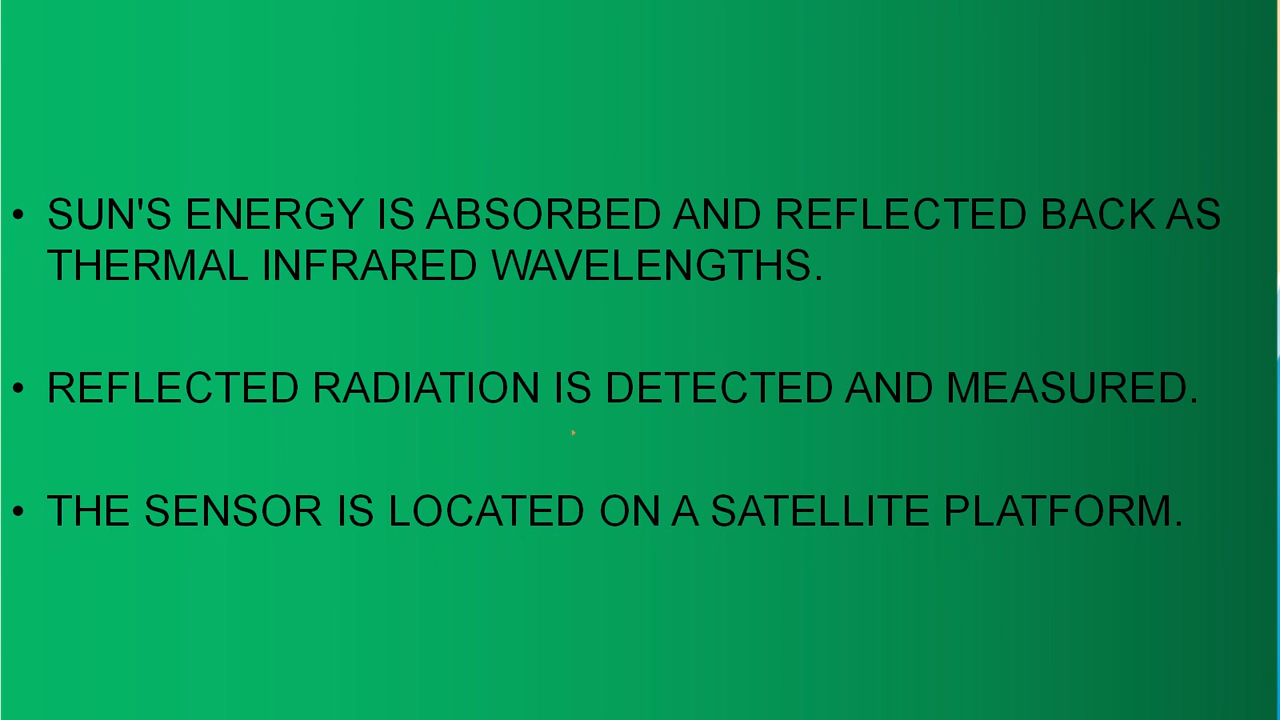 • SUN'S ENERGY IS ABSORBED AND REFLECTED BACK AS
THERMAL INFRARED WAVELENGTHS.
• REFLECTED RADIATION IS DETECTED AND MEASURED.
• THE SENSOR IS LOCATED ON A SATELLITE PLATFORM.